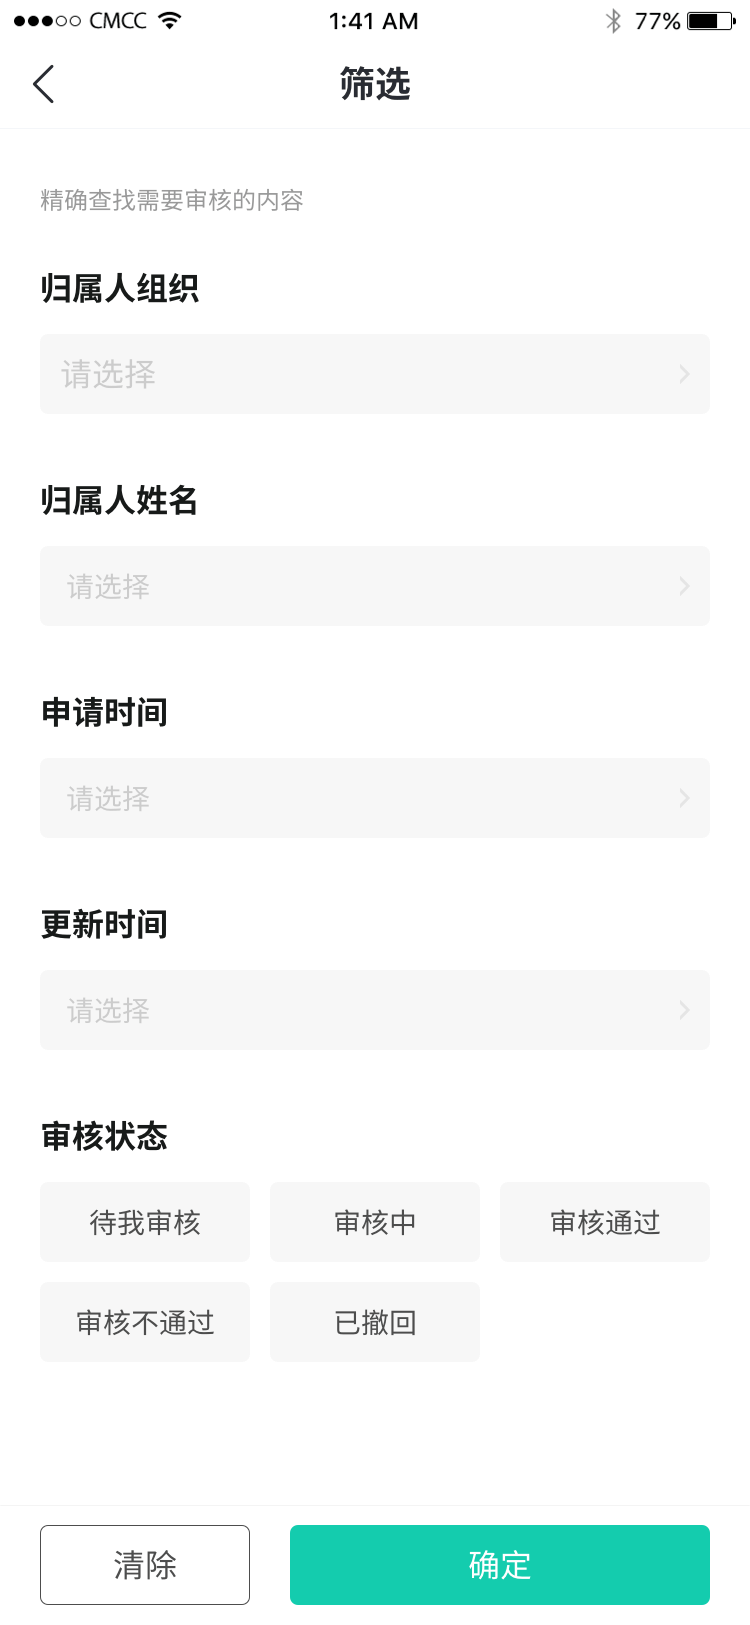 CMCC 1:41 AM 77%
筛选
精确查找需要审核的内容
归属人组织
请选择
归属人姓名
请选择
申请时间
请选择
更新时间
请选择
审核状态
待我审核 审核中 审核通过
审核不通过 已撤回
清除 确定